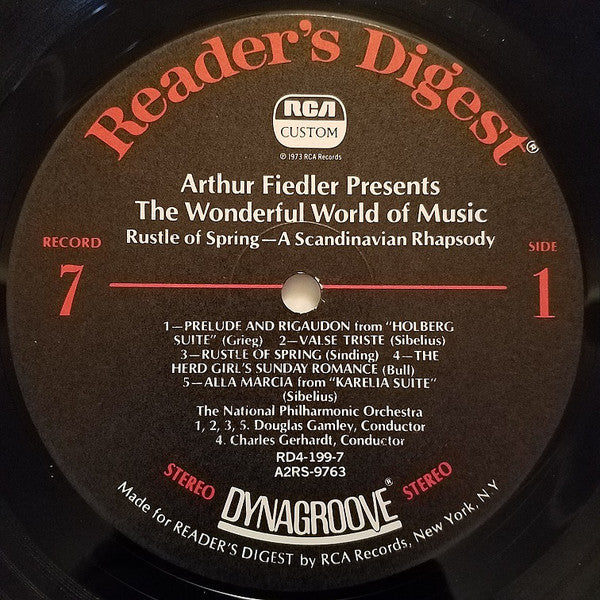 Reader's Digest®
RCA
CUSTOM
℗ 1973 RCA Records
Arthur Fiedler Presents
The Wonderful World of Music
Rustle of Spring—A Scandinavian Rhapsody
RECORD
7
SIDE
1
1—PRELUDE AND RIGAUDON from "HOLBERG
SUITE" (Grieg) 2—VALSE TRISTE (Sibelius)
3—RUSTLE OF SPRING (Sinding) 4—THE
HERD GIRL'S SUNDAY ROMANCE (Bull)
5—ALLA MARCIA from "KARELIA SUITE"
(Sibelius)
The National Philharmonic Orchestra
1, 2, 3, 5. Douglas Gamley, Conductor
4. Charles Gerhardt, Conductor
RD4-199-7
A2RS-9763
STEREO
DYNAGROOVE®
STEREO
Made for READER'S DIGEST by RCA Records, New York, N.Y